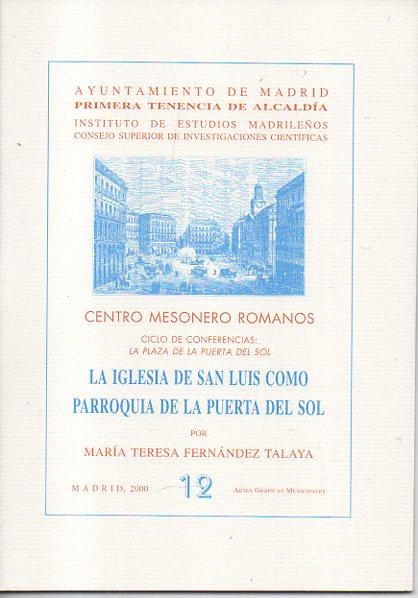 AYUNTAMIENTO DE MADRID
PRIMERA TENENCIA DE ALCALDÍA
INSTITUTO DE ESTUDIOS MADRILEÑOS
CONSEJO SUPERIOR DE INVESTIGACIONES CIENTÍFICAS
CENTRO MESONERO ROMANOS
CICLO DE CONFERENCIAS:
LA PLAZA DE LA PUERTA DEL SOL
LA IGLESIA DE SAN LUIS COMO
PARROQUIA DE LA PUERTA DEL SOL
POR
MARÍA TERESA FERNÁNDEZ TALAYA
MADRID, 2000 12 ARTES GRÁFICAS MUNICIPALES